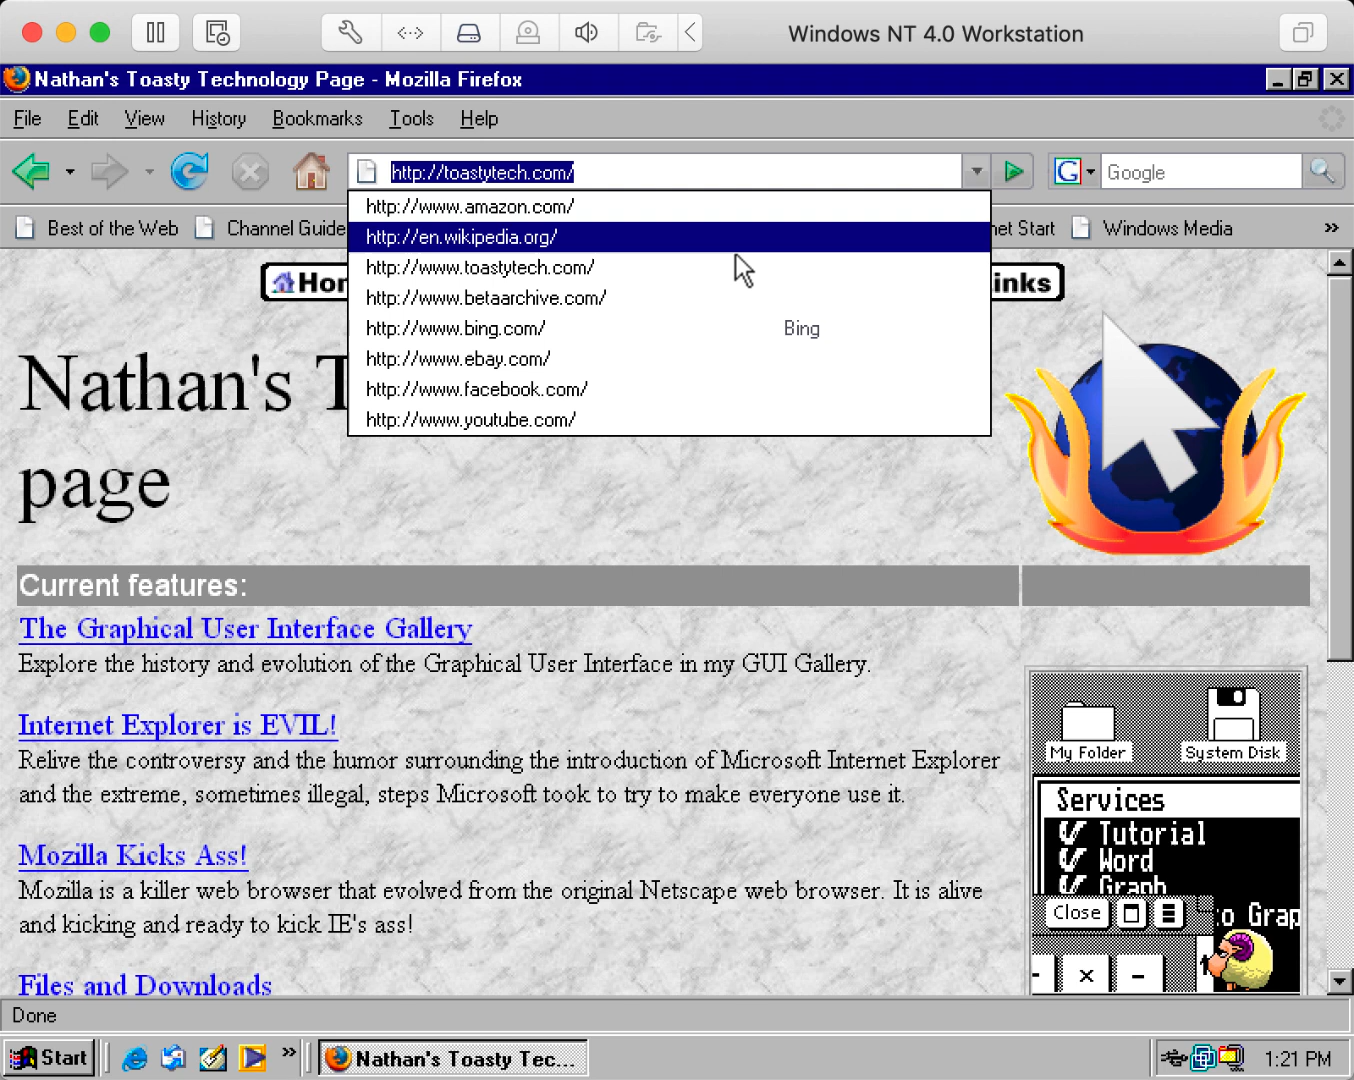 Windows NT 4.0 Workstation
Nathan's Toasty Technology Page - Mozilla Firefox
File Edit View History Bookmarks Tools Help
http://toastytech.com/
G Google
http://www.amazon.com/
http://en.wikipedia.org/
http://www.toastytech.com/
http://www.betaarchive.com/
http://www.bing.com/ Bing
http://www.ebay.com/
http://www.facebook.com/
http://www.youtube.com/
Best of the Web Channel Guide Start Windows Media »
Nathan's
page
Current features:
The Graphical User Interface Gallery
Explore the history and evolution of the Graphical User Interface in my GUI Gallery.
Internet Explorer is EVIL!
Relive the controversy and the humor surrounding the introduction of Microsoft Internet Explorer
and the extreme, sometimes illegal, steps Microsoft took to try to make everyone use it.
Mozilla Kicks Ass!
Mozilla is a killer web browser that evolved from the original Netscape web browser. It is alive
and kicking and ready to kick IE's ass!
Files and Downloads
My Folder System Disk
Services
Tutorial
Word
Graph
Close
Done
Start » Nathan's Toasty Tec... 1:21 PM